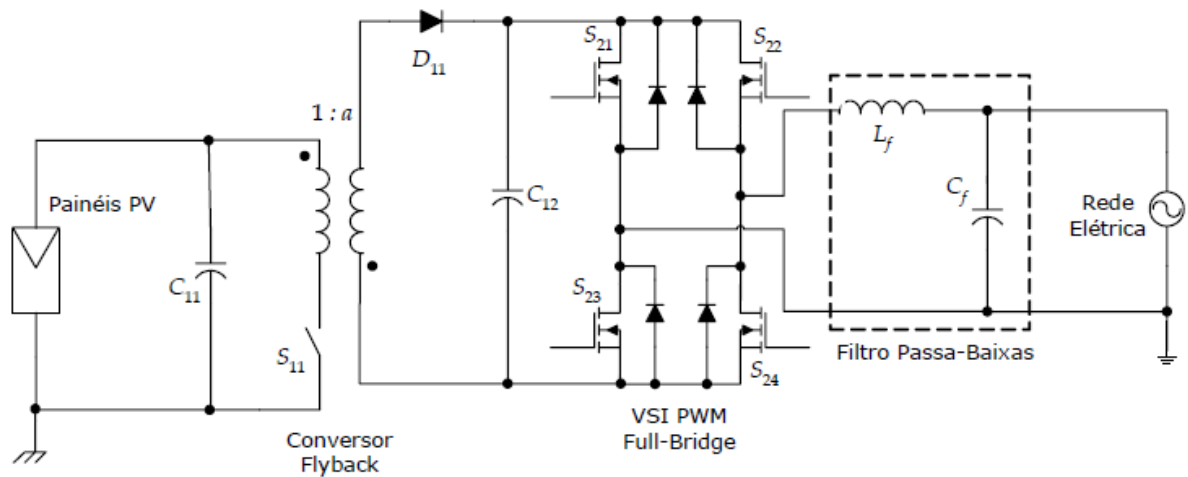 S21
S22
D11
1 : a
Lf
Painéis PV
C12
Cf
Rede
Elétrica
C11
S23
S11
S24
Filtro Passa-Baixas
VSI PWM
Full-Bridge
Conversor
Flyback